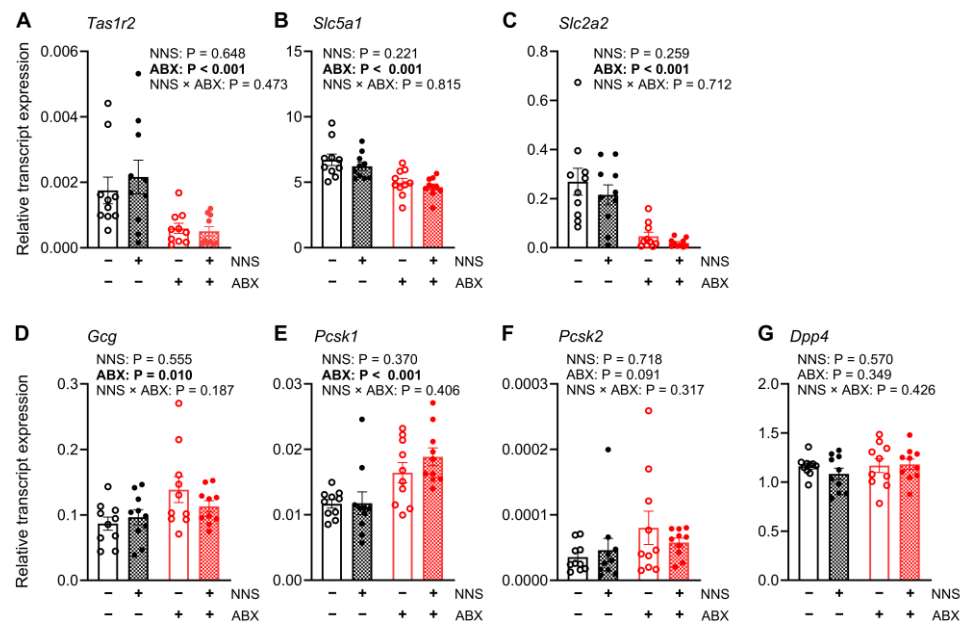 A Tas1r2
NNS: P = 0.648
ABX: P < 0.001
NNS × ABX: P = 0.473
Relative transcript expression
0.006
0.004
0.002
0.000
− + − + NNS
− − + + ABX
B Slc5a1
NNS: P = 0.221
ABX: P < 0.001
NNS × ABX: P = 0.815
15
10
5
0
− + − +
− − + +
C Slc2a2
NNS: P = 0.259
ABX: P < 0.001
NNS × ABX: P = 0.712
0.8
0.6
0.4
0.2
0.0
− + − + NNS
− − + + ABX
D Gcg
NNS: P = 0.555
ABX: P = 0.010
NNS × ABX: P = 0.187
Relative transcript expression
0.3
0.2
0.1
0.0
− + − +
− − + +
E Pcsk1
NNS: P = 0.370
ABX: P < 0.001
NNS × ABX: P = 0.406
0.03
0.02
0.01
0.00
− + − + NNS
− − + + ABX
F Pcsk2
NNS: P = 0.718
ABX: P = 0.091
NNS × ABX: P = 0.317
0.0003
0.0002
0.0001
0.0000
− + − + NNS
− − + + ABX
G Dpp4
NNS: P = 0.570
ABX: P = 0.349
NNS × ABX: P = 0.426
2.0
1.5
1.0
0.5
0.0
− + − + NNS
− − + + ABX